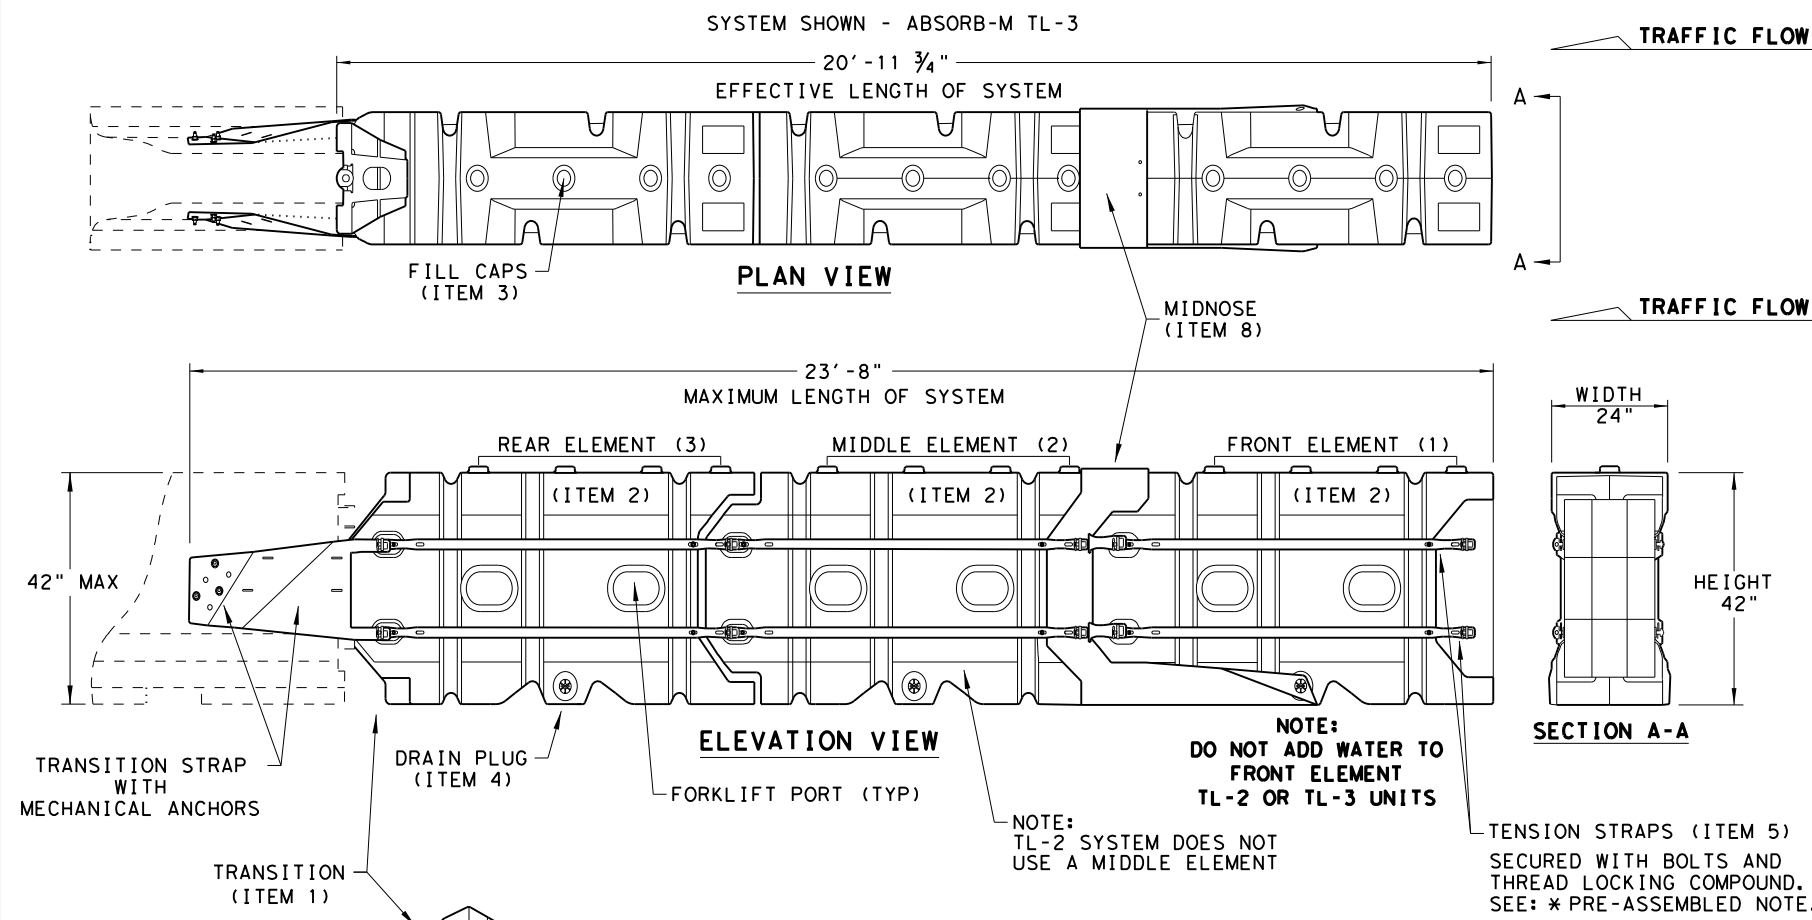 SYSTEM SHOWN - ABSORB-M TL-3
TRAFFIC FLOW
20'-11 3/4"
EFFECTIVE LENGTH OF SYSTEM
A
A
FILL CAPS
(ITEM 3)
PLAN VIEW
MIDNOSE
(ITEM 8)
TRAFFIC FLOW
23'-8"
MAXIMUM LENGTH OF SYSTEM
WIDTH
24"
REAR ELEMENT (3)
MIDDLE ELEMENT (2)
FRONT ELEMENT (1)
(ITEM 2)
(ITEM 2)
(ITEM 2)
42" MAX
HEIGHT
42"
TRANSITION STRAP
WITH
MECHANICAL ANCHORS
DRAIN PLUG
(ITEM 4)
ELEVATION VIEW
FORKLIFT PORT (TYP)
NOTE:
DO NOT ADD WATER TO
FRONT ELEMENT
TL-2 OR TL-3 UNITS
SECTION A-A
NOTE:
TL-2 SYSTEM DOES NOT
USE A MIDDLE ELEMENT
TENSION STRAPS (ITEM 5)
SECURED WITH BOLTS AND
THREAD LOCKING COMPOUND.
SEE: * PRE-ASSEMBLED NOTE.
TRANSITION
(ITEM 1)